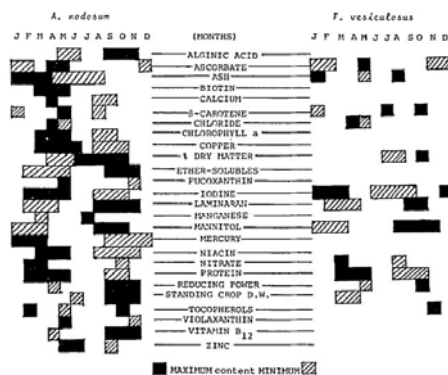 A. nodosum
F. vesiculosus
J F M A M J J A S O N D (MONTHS) J F M A M J J A S O N D
ALGINIC ACID
ASCORBATE
ASH
BIOTIN
CALCIUM
β-CAROTENE
CHLORIDE
CHLOROPHYLL a
COPPER
% DRY MATTER
ETHER-SOLUBLES
FUCOXANTHIN
IODINE
LAMINARAN
MANGANESE
MANNITOL
MERCURY
NIACIN
NITRATE
PROTEIN
REDUCING POWER
STANDING CROP D.W.
TOCOPHEROLS
VIOLAXANTHIN
VITAMIN B12
ZINC
MAXIMUM content MINIMUM